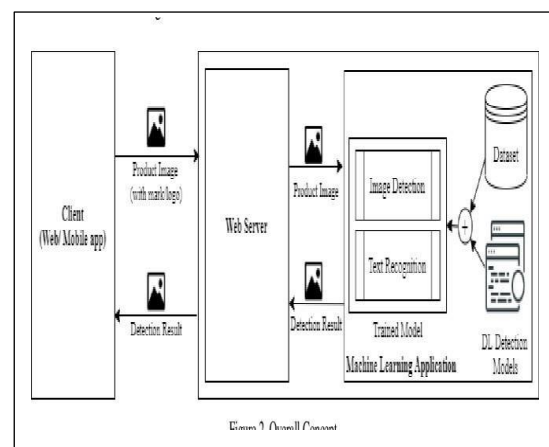 Client
(Web/ Mobile app)
Product Image
(with mark/logo)
Detection Result
Web Server
Product Image
Detection Result
Image Detection
Text Recognition
Trained Model
Machine Learning Application
Dataset
+
DL Detection
Models
Figure 2. Overall Concept